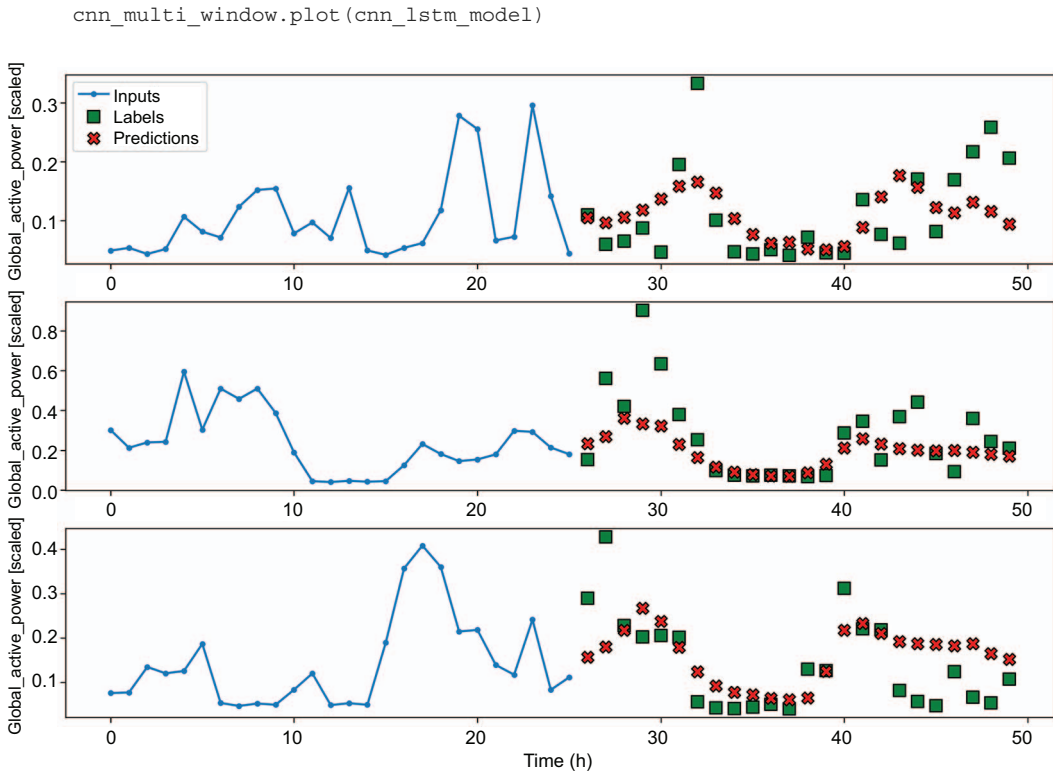 cnn_multi_window.plot(cnn_lstm_model)
Global_active_power [scaled]
0.3
0.2
0.1
Inputs
Labels
Predictions
0 10 20 30 40 50
Global_active_power [scaled]
0.8
0.6
0.4
0.2
0.0
0 10 20 30 40 50
Global_active_power [scaled]
0.4
0.3
0.2
0.1
0 10 20 30 40 50
Time (h)